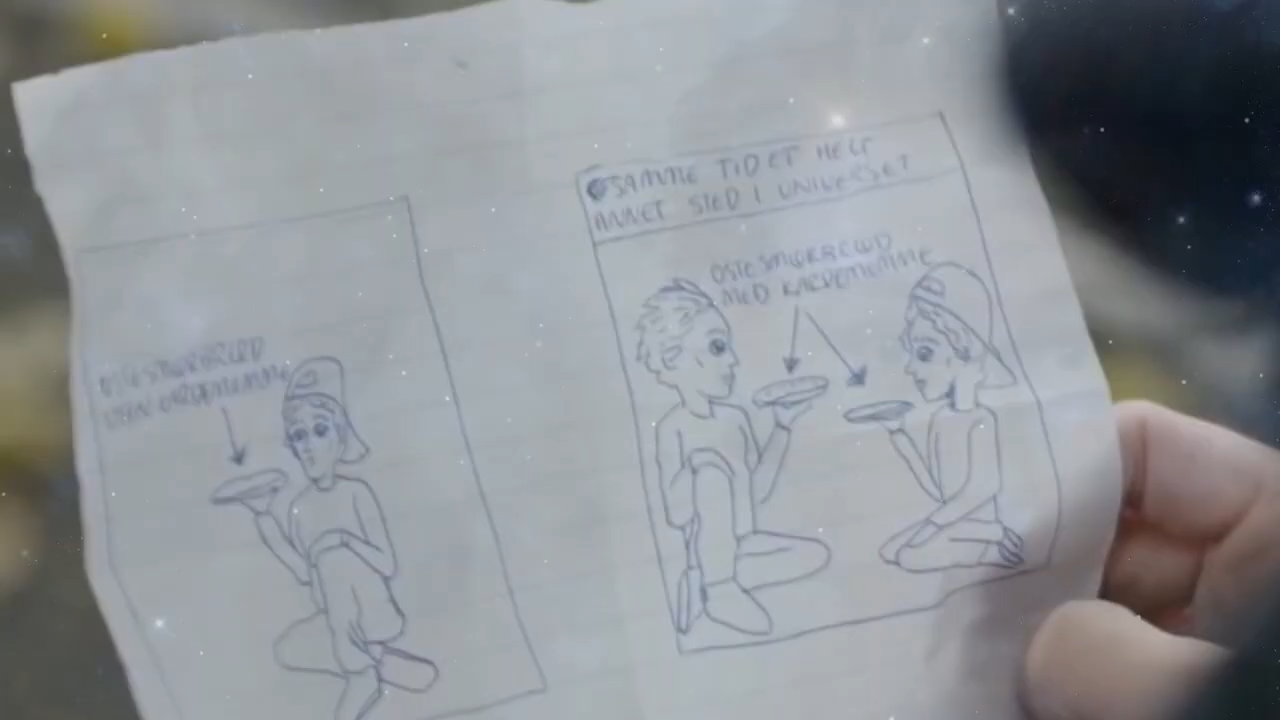 OSTESMØRBRØD
UTEN KARDEMOMME
SAMME TID ET HELT
ANNET STED I UNIVERSET
OSTESMØRBRØD
MED KARDEMOMME